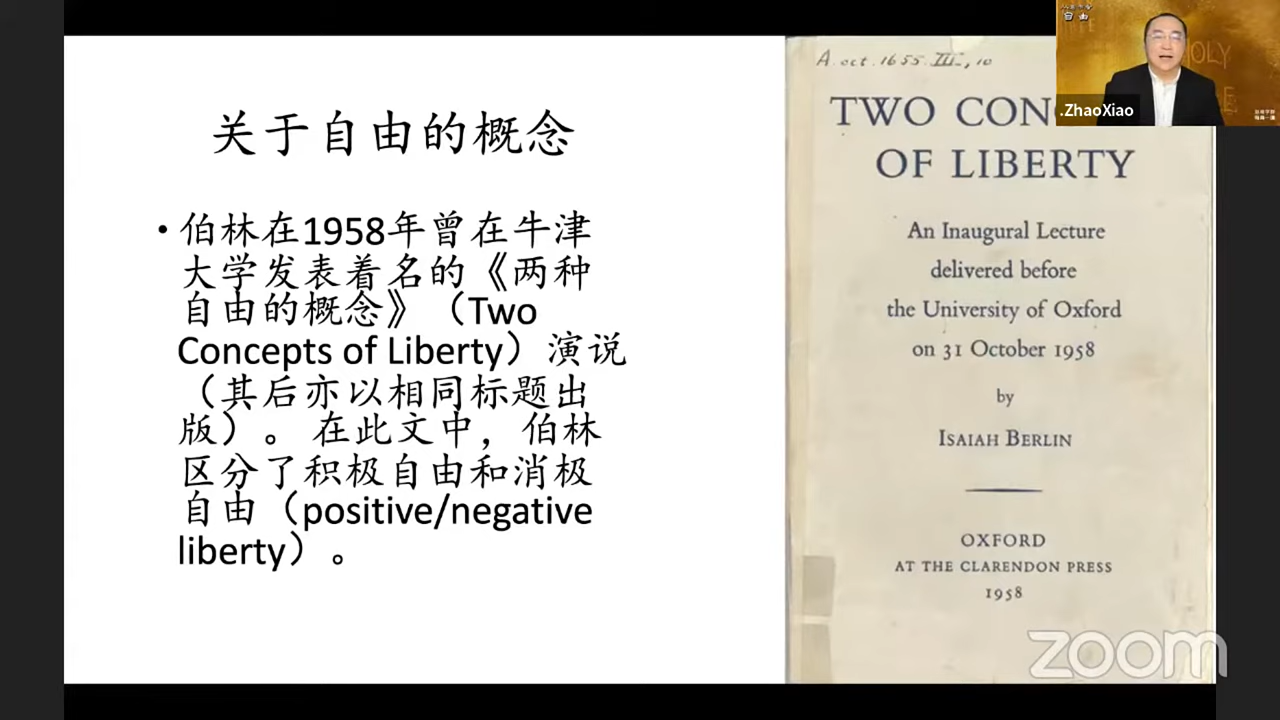 关于自由的概念
• 伯林在1958年曾在牛津
大学发表着名的《两种
自由的概念》（Two
Concepts of Liberty）演说
（其后亦以相同标题出
版）。 在此文中，伯林
区分了积极自由和消极
自由（positive/negative
liberty）。
A. oct. 1655. III, 10
TWO CON
OF LIBERTY
An Inaugural Lecture
delivered before
the University of Oxford
on 31 October 1958
by
ISAIAH BERLIN
OXFORD
AT THE CLARENDON PRESS
1958
自由
OLY
.ZhaoXiao
zoom